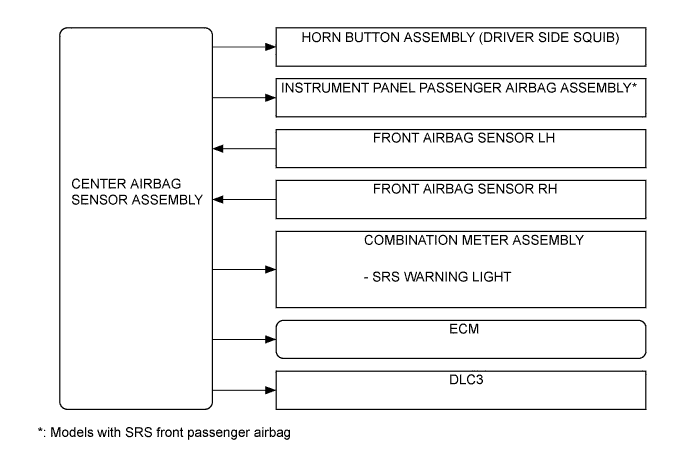 HORN BUTTON ASSEMBLY (DRIVER SIDE SQUIB)
INSTRUMENT PANEL PASSENGER AIRBAG ASSEMBLY*
FRONT AIRBAG SENSOR LH
CENTER AIRBAG
SENSOR ASSEMBLY
FRONT AIRBAG SENSOR RH
COMBINATION METER ASSEMBLY
- SRS WARNING LIGHT
ECM
DLC3
*: Models with SRS front passenger airbag